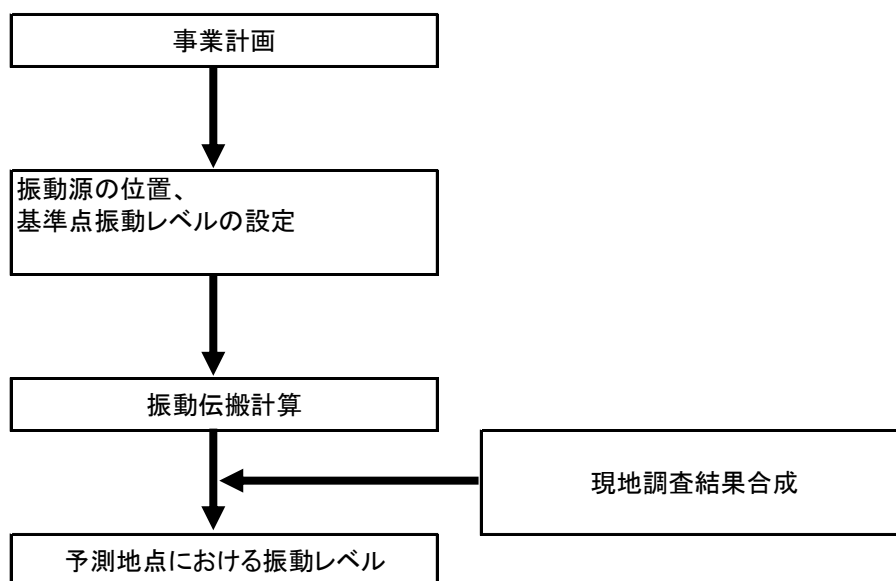 事業計画
振動源の位置、
基準点振動レベルの設定
振動伝搬計算
現地調査結果合成
予測地点における振動レベル